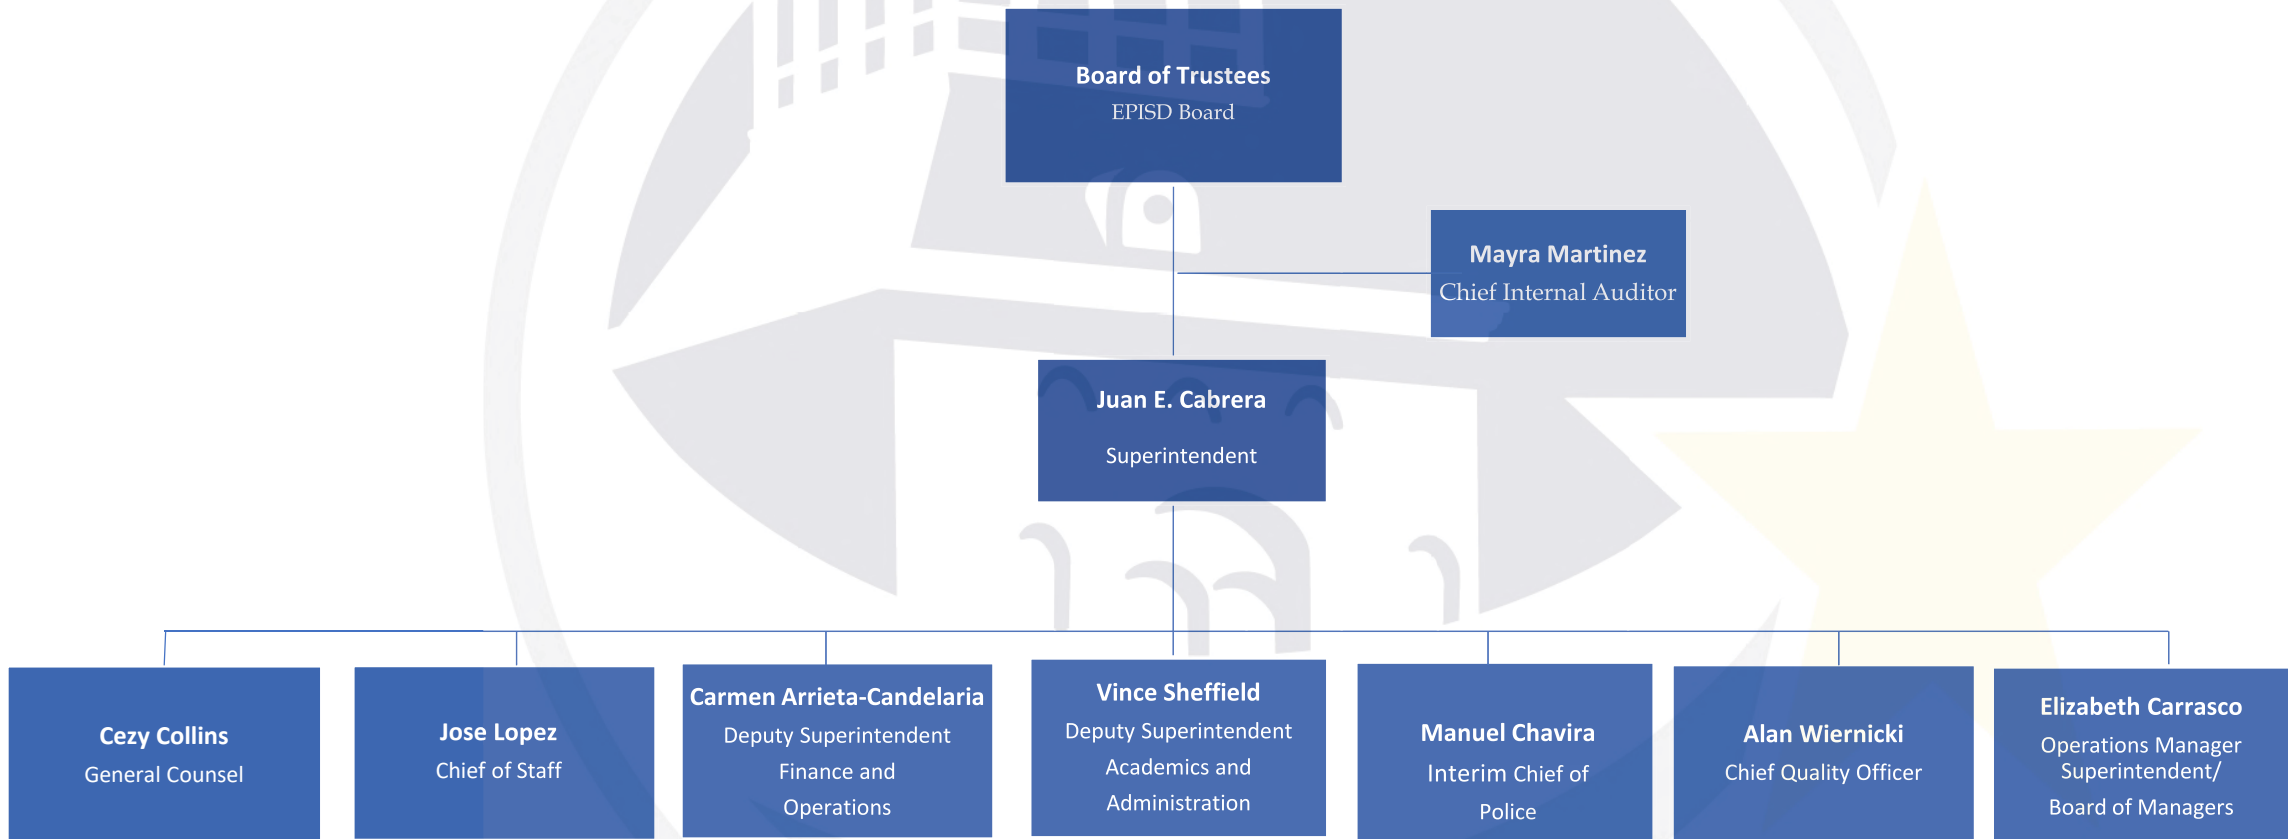 Board of Trustees
EPISD Board
Mayra Martinez
Chief Internal Auditor
Juan E. Cabrera
Superintendent
Cezy Collins
General Counsel
Jose Lopez
Chief of Staff
Carmen Arrieta-Candelaria
Deputy Superintendent
Finance and
Operations
Vince Sheffield
Deputy Superintendent
Academics and
Administration
Manuel Chavira
Interim Chief of
Police
Alan Wiernicki
Chief Quality Officer
Elizabeth Carrasco
Operations Manager
Superintendent/
Board of Managers